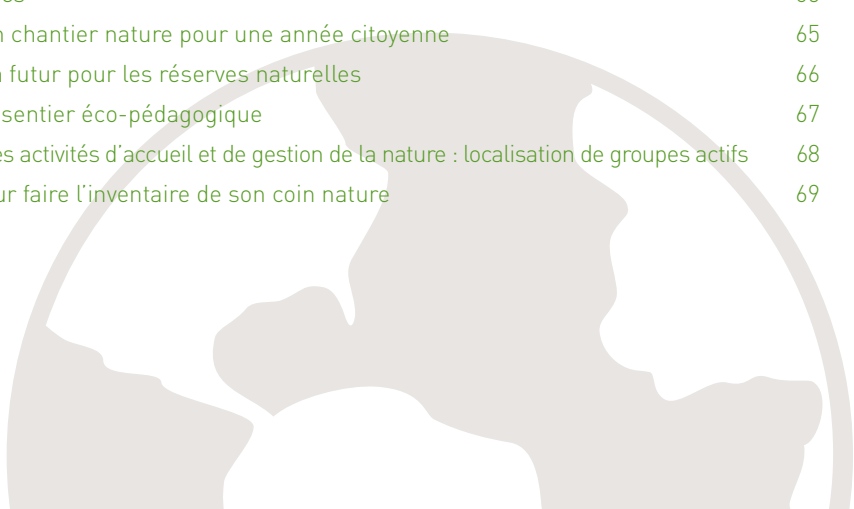 n chantier nature pour une année citoyenne 65
futur pour les réserves naturelles 66
sentier éco-pédagogique 67
es activités d'accueil et de gestion de la nature : localisation de groupes actifs 68
ur faire l'inventaire de son coin nature 69